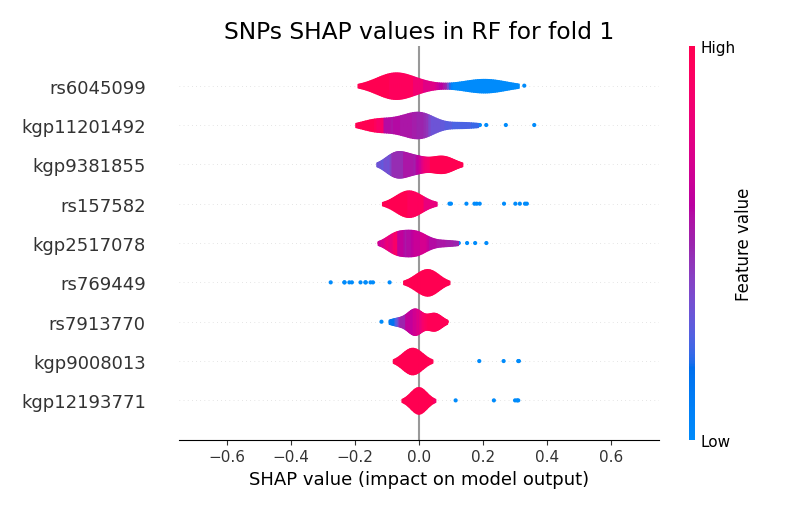 SNPs SHAP values in RF for fold 1
High
rs6045099
kgp11201492
kgp9381855
rs157582
kgp2517078
rs769449
rs7913770
kgp9008013
kgp12193771
Feature value
Low
−0.6 −0.4 −0.2 0.0 0.2 0.4 0.6
SHAP value (impact on model output)